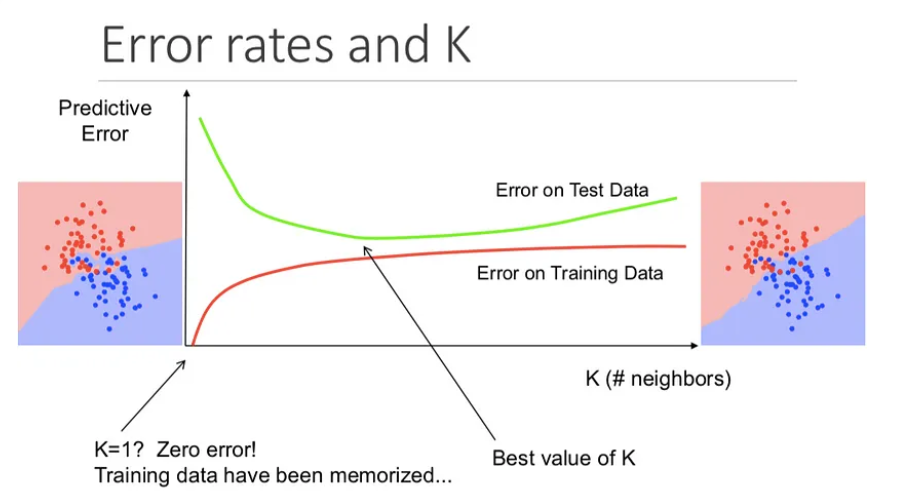 Error rates and K
Predictive
Error
Error on Test Data
Error on Training Data
K (# neighbors)
K=1?  Zero error!
Training data have been memorized...
Best value of K